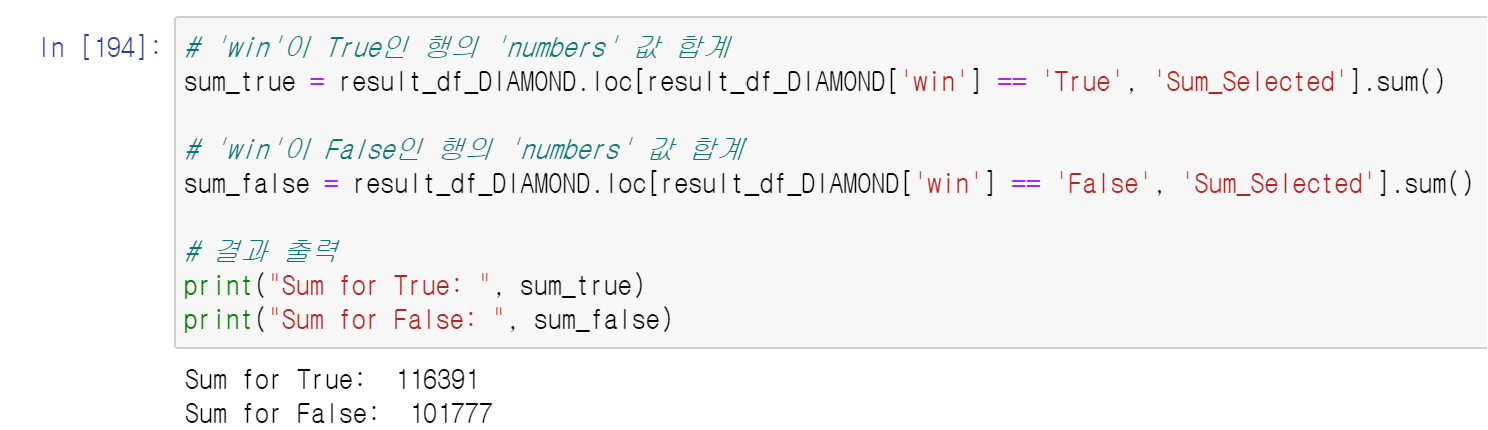 In [194]:
# 'win'이 True인 행의 'numbers' 값 합계
sum_true = result_df_DIAMOND.loc[result_df_DIAMOND['win'] == 'True', 'Sum_Selected'].sum()
# 'win'이 False인 행의 'numbers' 값 합계
sum_false = result_df_DIAMOND.loc[result_df_DIAMOND['win'] == 'False', 'Sum_Selected'].sum()
# 결과 출력
print("Sum for True: ", sum_true)
print("Sum for False: ", sum_false)
Sum for True:  116391
Sum for False:  101777